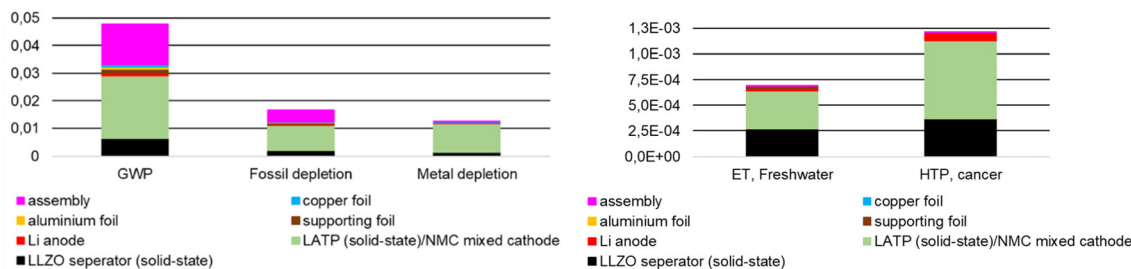 0,05
0,04
0,03
0,02
0,01
0
GWP
Fossil depletion
Metal depletion
assembly
copper foil
aluminium foil
supporting foil
Li anode
LATP (solid-state)/NMC mixed cathode
LLZO seperator (solid-state)
1,3E-03
1,0E-03
7,5E-04
5,0E-04
2,5E-04
0,0E+00
ET, Freshwater
HTP, cancer
assembly
copper foil
aluminium foil
supporting foil
Li anode
LATP (solid-state)/NMC mixed cathode
LLZO seperator (solid-state)